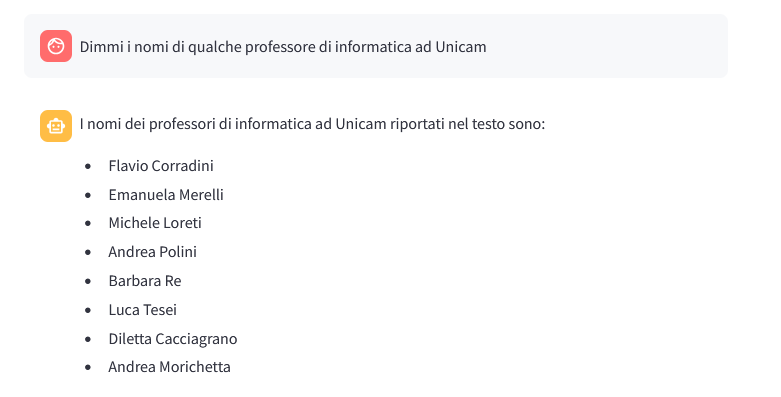 Dimmi i nomi di qualche professore di informatica ad Unicam
I nomi dei professori di informatica ad Unicam riportati nel testo sono:
• Flavio Corradini
• Emanuela Merelli
• Michele Loreti
• Andrea Polini
• Barbara Re
• Luca Tesei
• Diletta Cacciagrano
• Andrea Morichetta